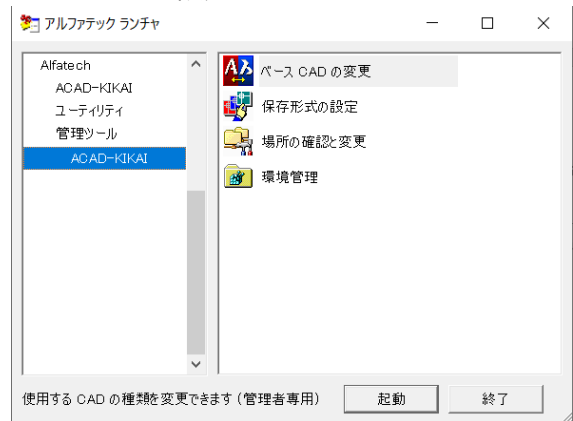 アルファテック ランチャ
Alfatech
ACAD-KIKAI
ユーティリティ
管理ツール
ACAD-KIKAI
ベース CAD の変更
保存形式の設定
場所の確認と変更
環境管理
使用する CAD の種類を変更できます(管理者専用)
起動
終了